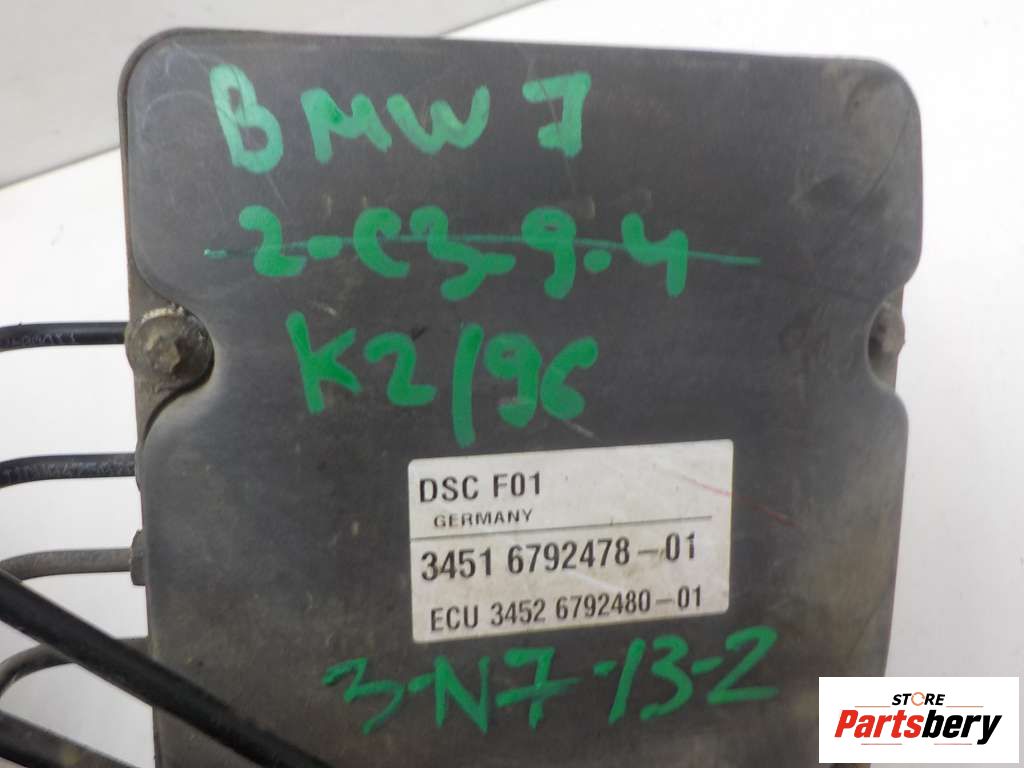 BMW 7
2-C3-9.4
K2/96
DSC F01
GERMANY
3451 6792478-01
ECU 3452 6792480-01
3-N7-13-2
STORE
Partsbery